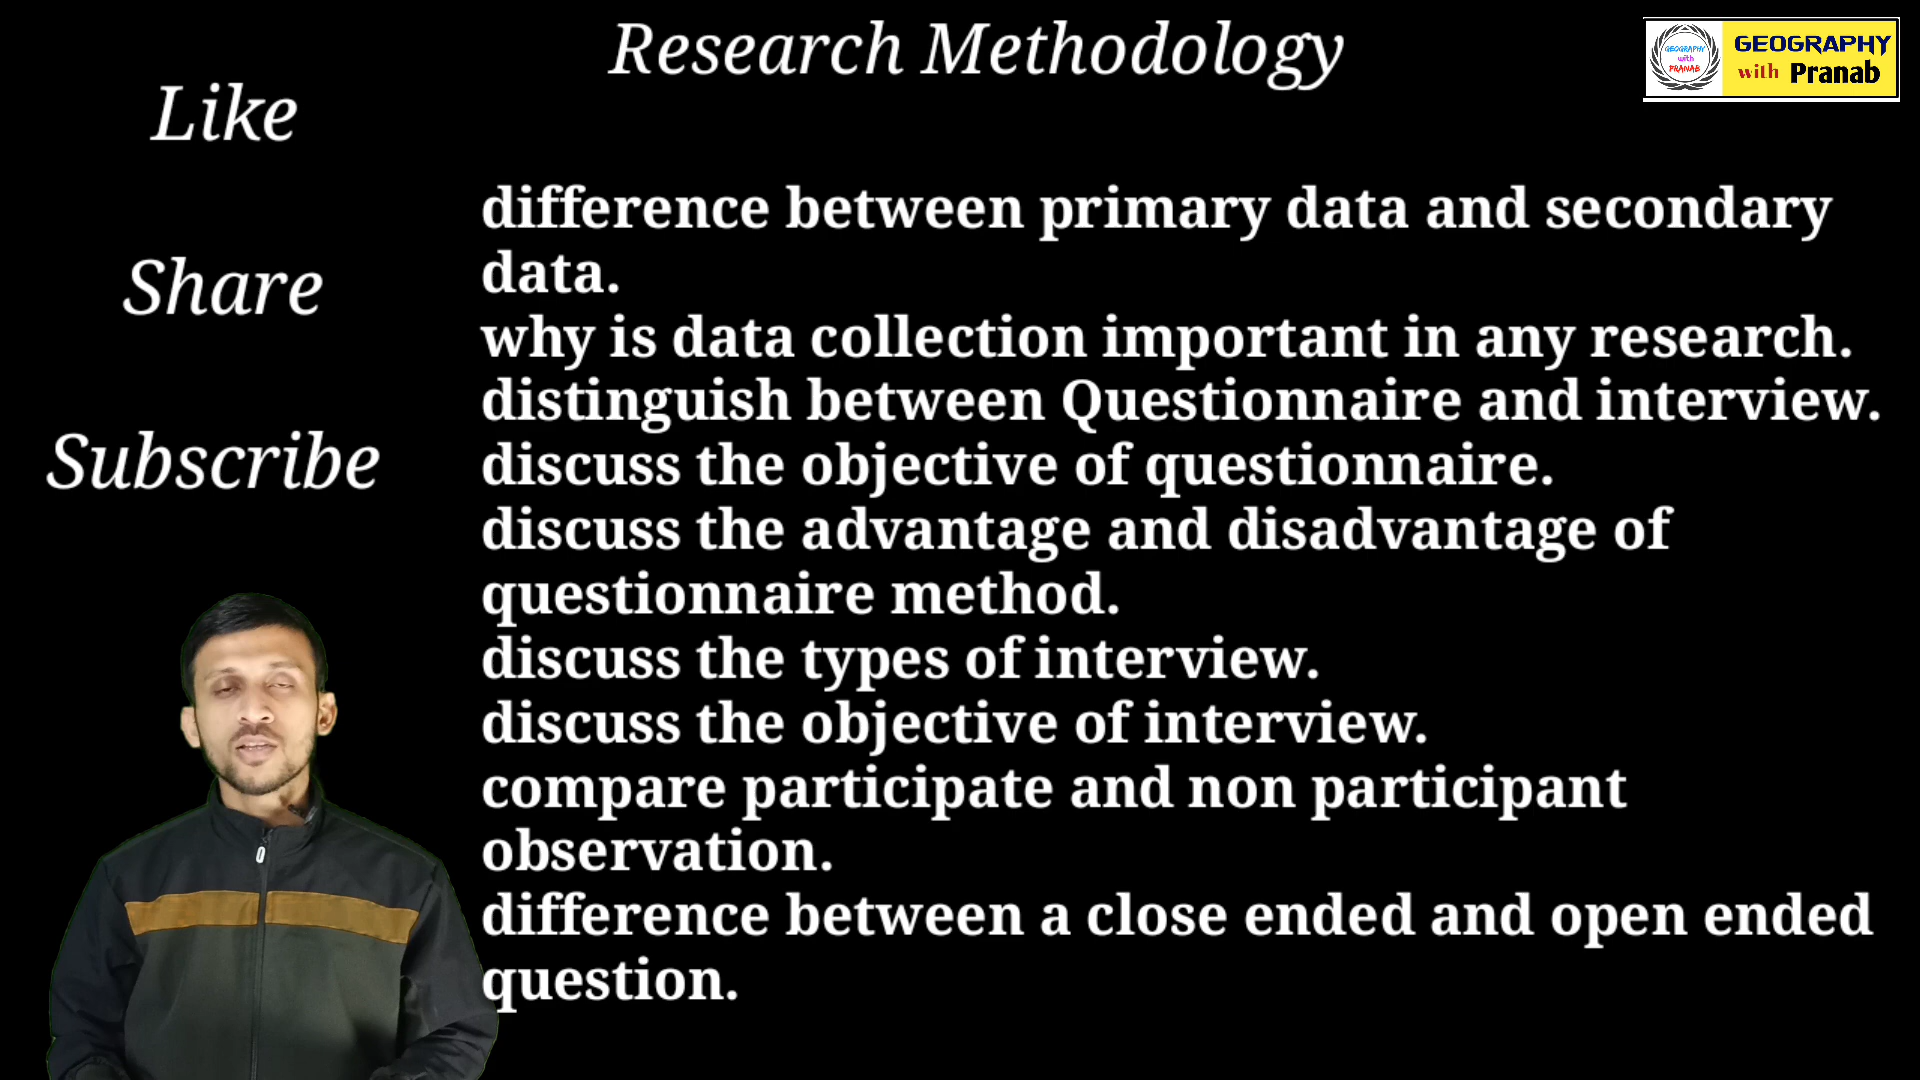 Research Methodology
GEOGRAPHY
with
PRANAB
GEOGRAPHY
with Pranab
Like
Share
Subscribe
difference between primary data and secondary
data.
why is data collection important in any research.
distinguish between Questionnaire and interview.
discuss the objective of questionnaire.
discuss the advantage and disadvantage of
questionnaire method.
discuss the types of interview.
discuss the objective of interview.
compare participate and non participant
observation.
difference between a close ended and open ended
question.